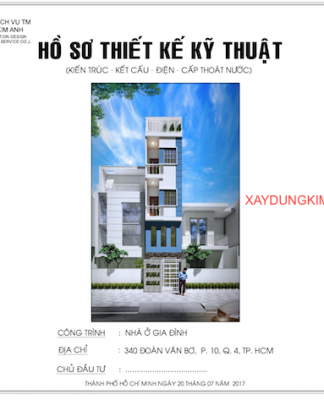 CH VỤ TM
KIM ANH
TION DESIGN
SERVICE CO.,L
HỒ SƠ THIẾT KẾ KỸ THUẬT
(KIẾN TRÚC - KẾT CẤU - ĐIỆN - CẤP THOÁT NƯỚC)
XAYDUNGKIM
CÔNG TRÌNH : NHÀ Ở GIA ĐÌNH
ĐỊA CHỈ : 340 ĐOÀN VĂN BƠ, P. 10, Q. 4, TP. HCM
CHỦ ĐẦU TƯ : ....................................
THÀNH PHỐ HỒ CHÍ MINH NGÀY 20 THÁNG 07 NĂM 2017